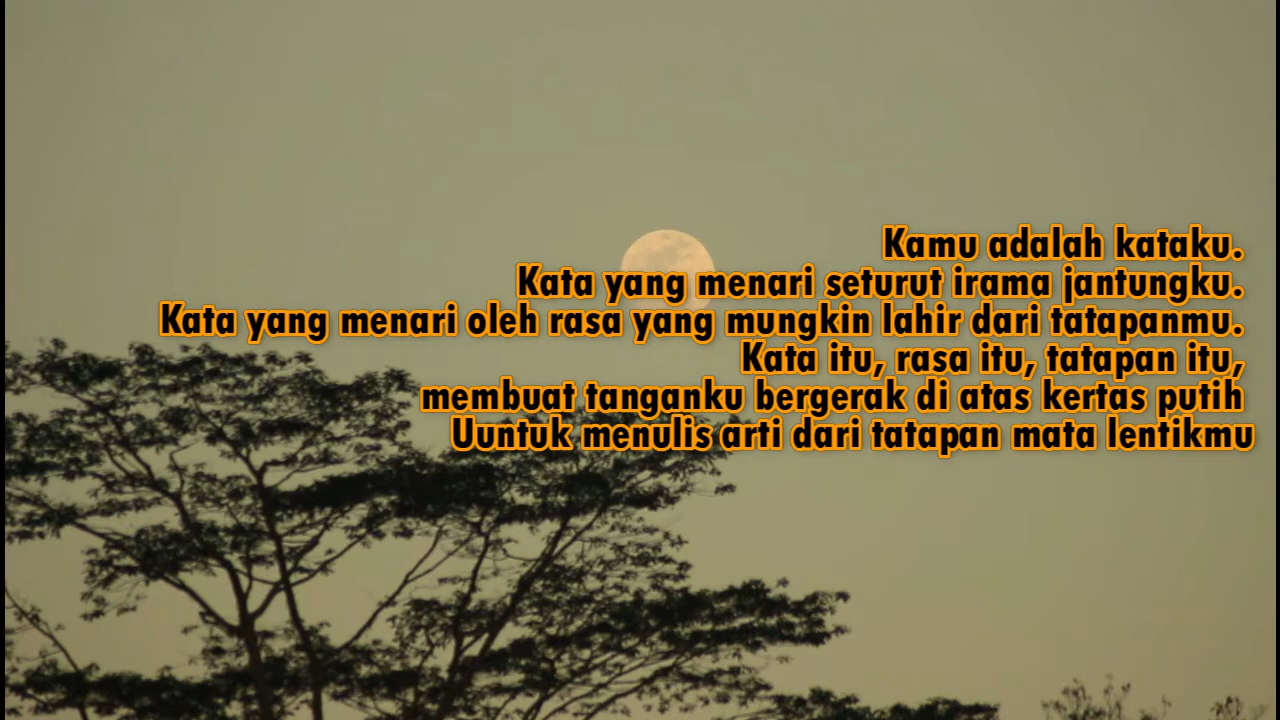 Kamu adalah kataku.
Kata yang menari seturut irama jantungku.
Kata yang menari oleh rasa yang mungkin lahir dari tatapanmu.
Kata itu, rasa itu, tatapan itu,
membuat tanganku bergerak di atas kertas putih
Uuntuk menulis arti dari tatapan mata lentikmu